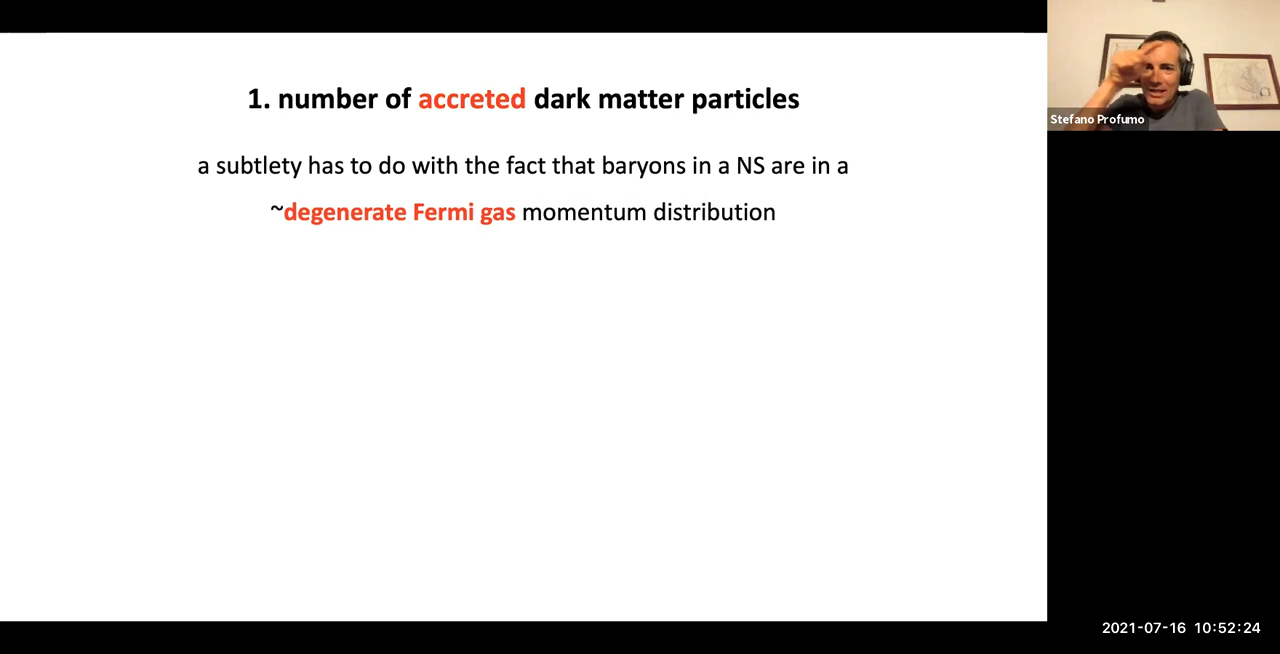 1. number of accreted dark matter particles
a subtlety has to do with the fact that baryons in a NS are in a
~degenerate Fermi gas momentum distribution
Stefano Profumo
2021-07-16 10:52:24